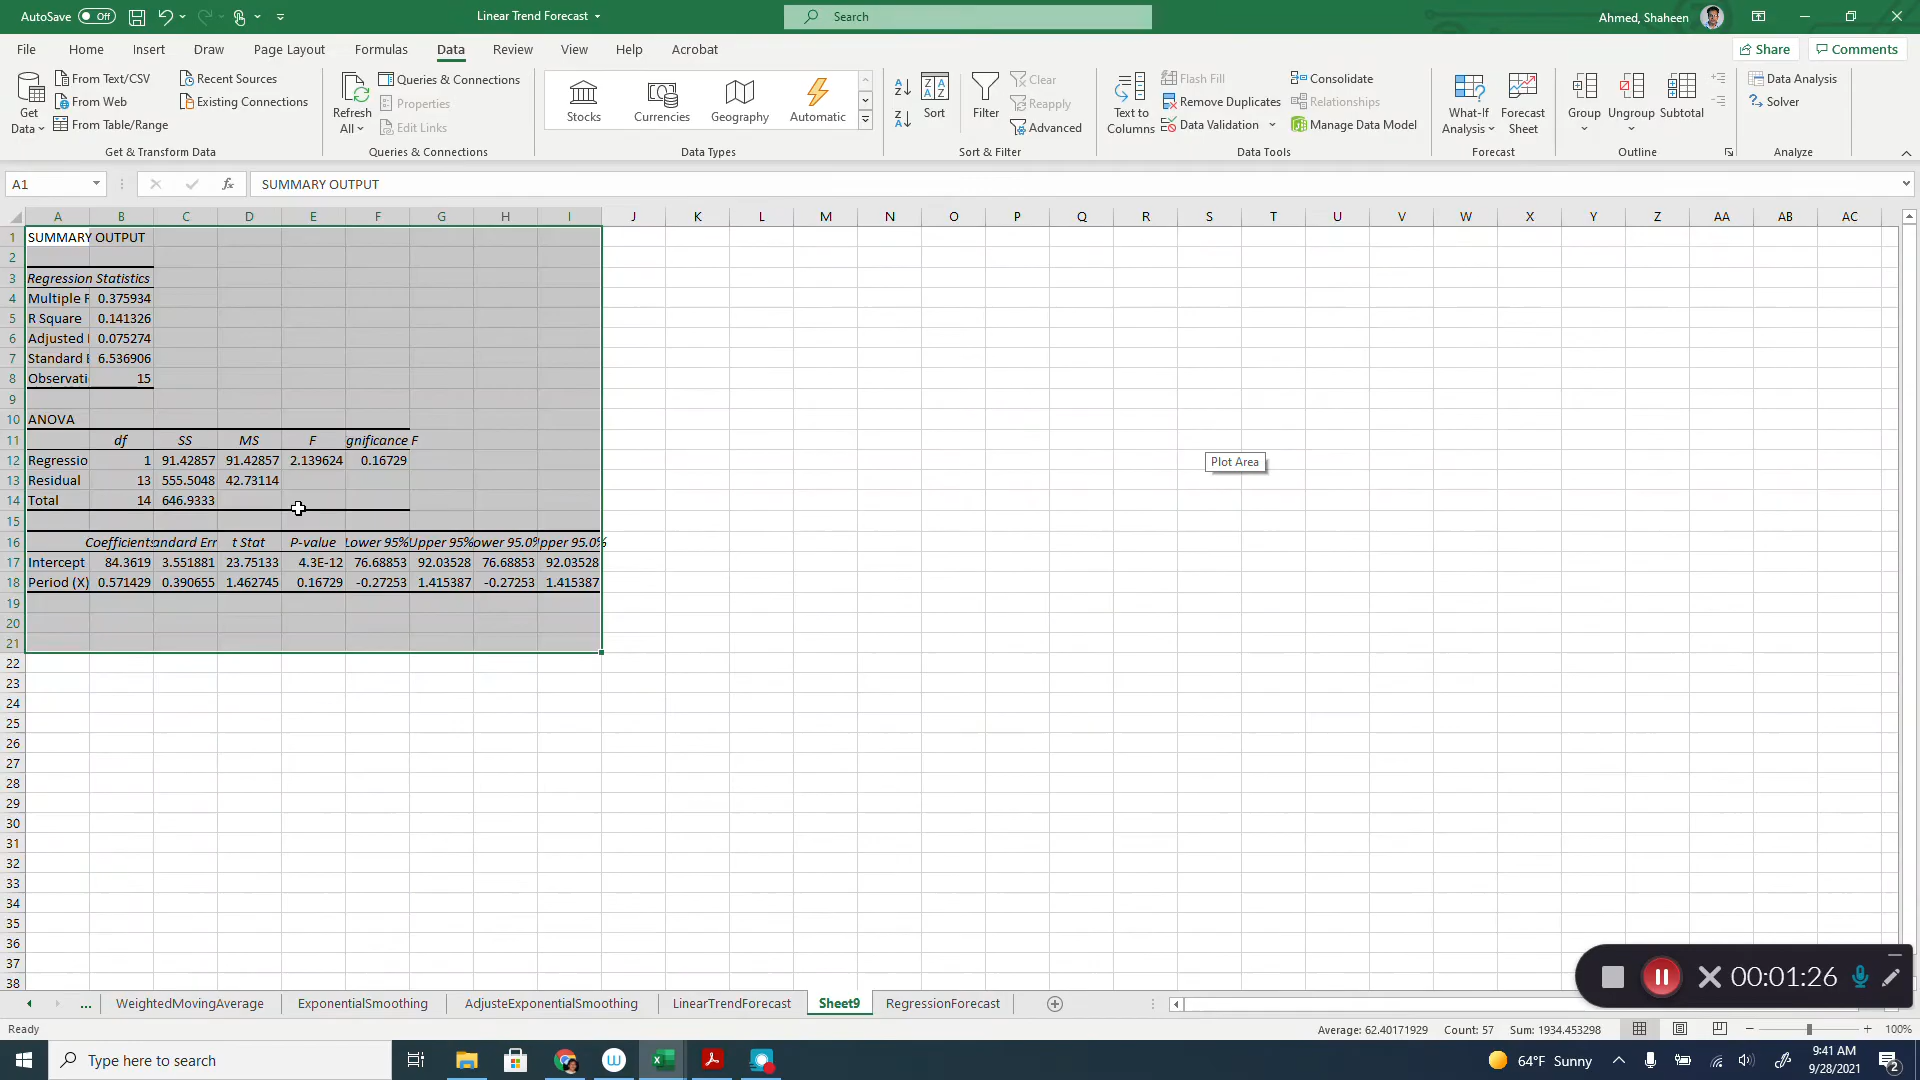 AutoSave Off
Linear Trend Forecast
Search
Ahmed, Shaheen
File Home Insert Draw Page Layout Formulas Data Review View Help Acrobat
Share Comments
Get Data
From Text/CSV
From Web
From Table/Range
Recent Sources
Existing Connections
Get & Transform Data
Refresh All
Queries & Connections
Properties
Edit Links
Queries & Connections
Stocks Currencies Geography Automatic
Data Types
Sort
Filter
Clear
Reapply
Advanced
Sort & Filter
Text to Columns
Flash Fill
Remove Duplicates
Data Validation
Consolidate
Relationships
Manage Data Model
Data Tools
What-If Analysis
Forecast Sheet
Forecast
Group Ungroup Subtotal
Outline
Data Analysis
Solver
Analyze
A1 fx SUMMARY OUTPUT
A B C D E F G H I J K L M N O P Q R S T U V W X Y Z AA AB AC
1 SUMMARY OUTPUT
2
3 Regression Statistics
4 Multiple R 0.375934
5 R Square 0.141326
6 Adjusted 0.075274
7 Standard E 6.536906
8 Observati 15
9
10 ANOVA
11 df SS MS F gnificance F
12 Regressio 1 91.42857 91.42857 2.139624 0.16729
13 Residual 13 555.5048 42.73114
14 Total 14 646.9333
15
16 Coefficients andard Err t Stat P-value Lower 95% Upper 95% ower 95.0% pper 95.0%
17 Intercept 84.3619 3.551881 23.75133 4.3E-12 76.68853 92.03528 76.68853 92.03528
18 Period (X) 0.571429 0.390655 1.462745 0.16729 -0.27253 1.415387 -0.27253 1.415387
19
20
21
22
23
24
25
26
27
28
29
30
31
32
33
34
35
36
37
38
Plot Area
00:01:26
... WeightedMovingAverage ExponentialSmoothing AdjusteExponentialSmoothing LinearTrendForecast Sheet9 RegressionForecast
Ready
Average: 62.40171929 Count: 57 Sum: 1934.453298
100%
Type here to search
64°F Sunny
9:41 AM
9/28/2021
2